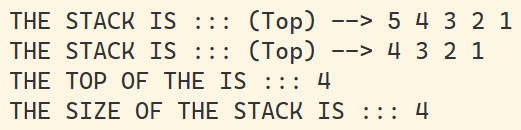 THE STACK IS ::: (Top) --> 5 4 3 2 1
THE STACK IS ::: (Top) --> 4 3 2 1
THE TOP OF THE IS ::: 4
THE SIZE OF THE STACK IS ::: 4